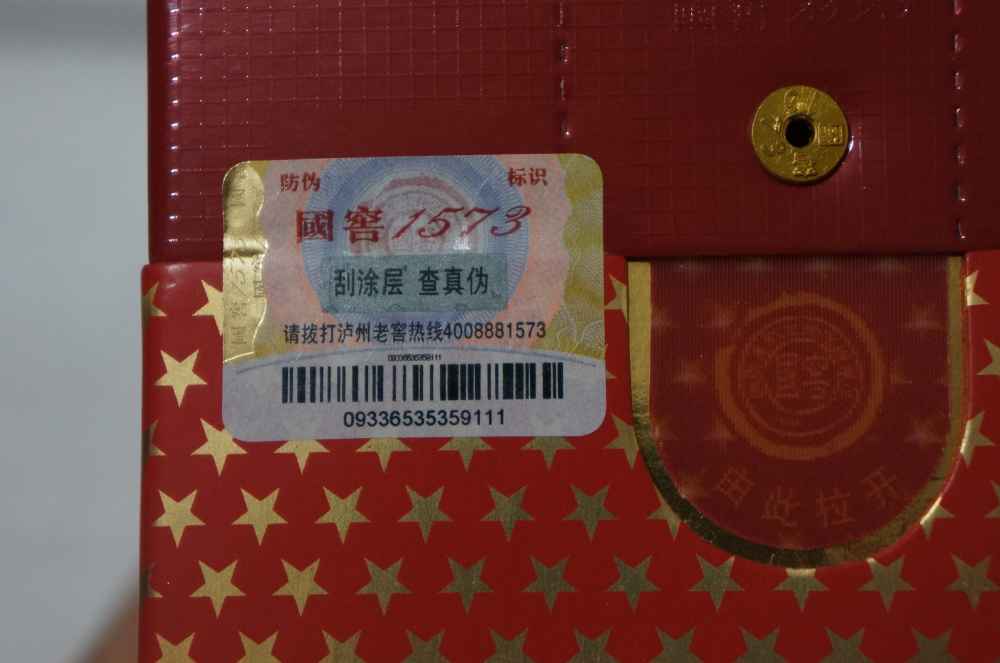 防伪 标识
國窖1573
刮涂层 查真伪
请拨打泸州老窖热线4008881573
09336535359111
09336535359111
由此拉开